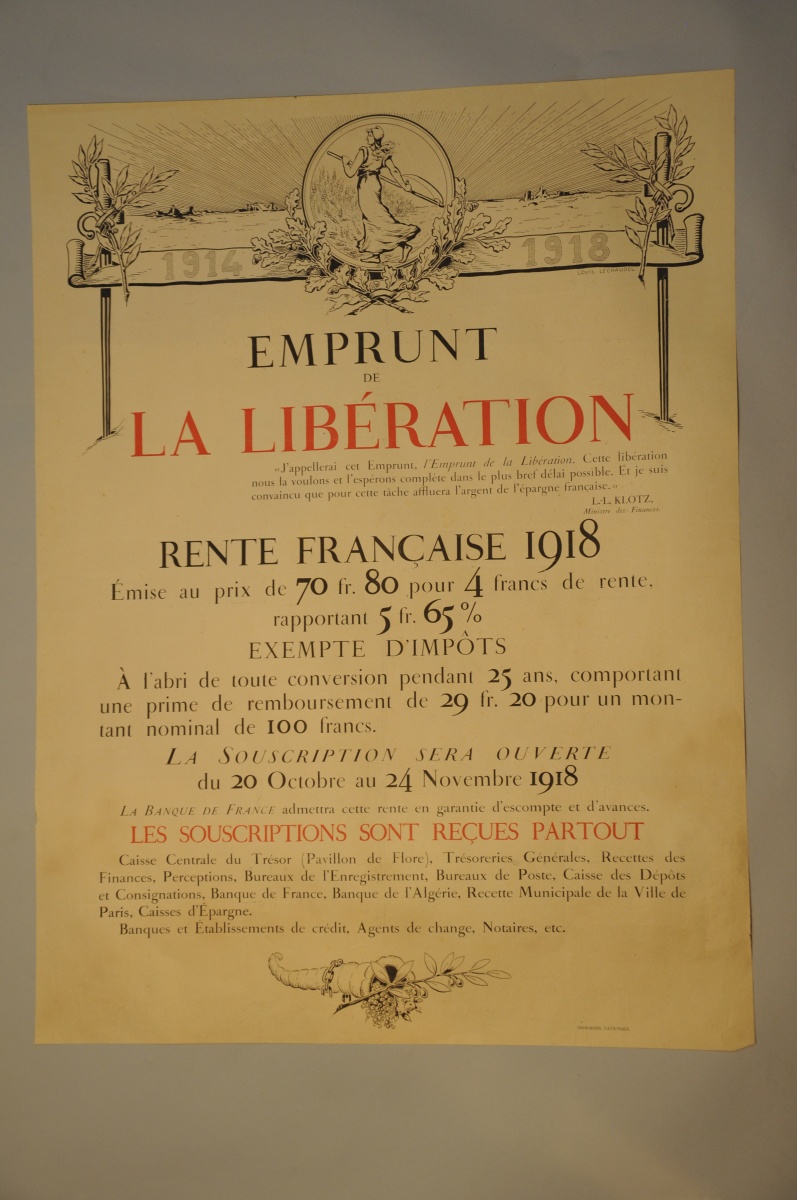 1914 1918
LOUIS LECHAUDEL
EMPRUNT
DE
LA LIBÉRATION
«J'appellerai cet Emprunt, l'Emprunt de la Libération. Cette libération
nous la voulons et l'espérons complète dans le plus bref délai possible. Et je suis
convaincu que pour cette tâche affluera l'argent de l'épargne française.»
L.-L. KLOTZ,
Ministre des Finances.
RENTE FRANÇAISE 1918
Émise au prix de 70 fr. 80 pour 4 francs de rente,
rapportant 5 fr. 65 %
EXEMPTE D'IMPÔTS
À l'abri de toute conversion pendant 25 ans, comportant
une prime de remboursement de 29 fr. 20 pour un mon-
tant nominal de 100 francs.
LA SOUSCRIPTION SERA OUVERTE
du 20 Octobre au 24 Novembre 1918
LA BANQUE DE FRANCE admettra cette rente en garantie d'escompte et d'avances.
LES SOUSCRIPTIONS SONT REÇUES PARTOUT
Caisse Centrale du Trésor (Pavillon de Flore), Trésoreries Générales, Recettes des
Finances, Perceptions, Bureaux de l'Enregistrement, Bureaux de Poste, Caisse des Dépôts
et Consignations, Banque de France, Banque de l'Algérie, Recette Municipale de la Ville de
Paris, Caisses d'Épargne.
Banques et Établissements de crédit, Agents de change, Notaires, etc.
IMPRIMERIE NATIONALE